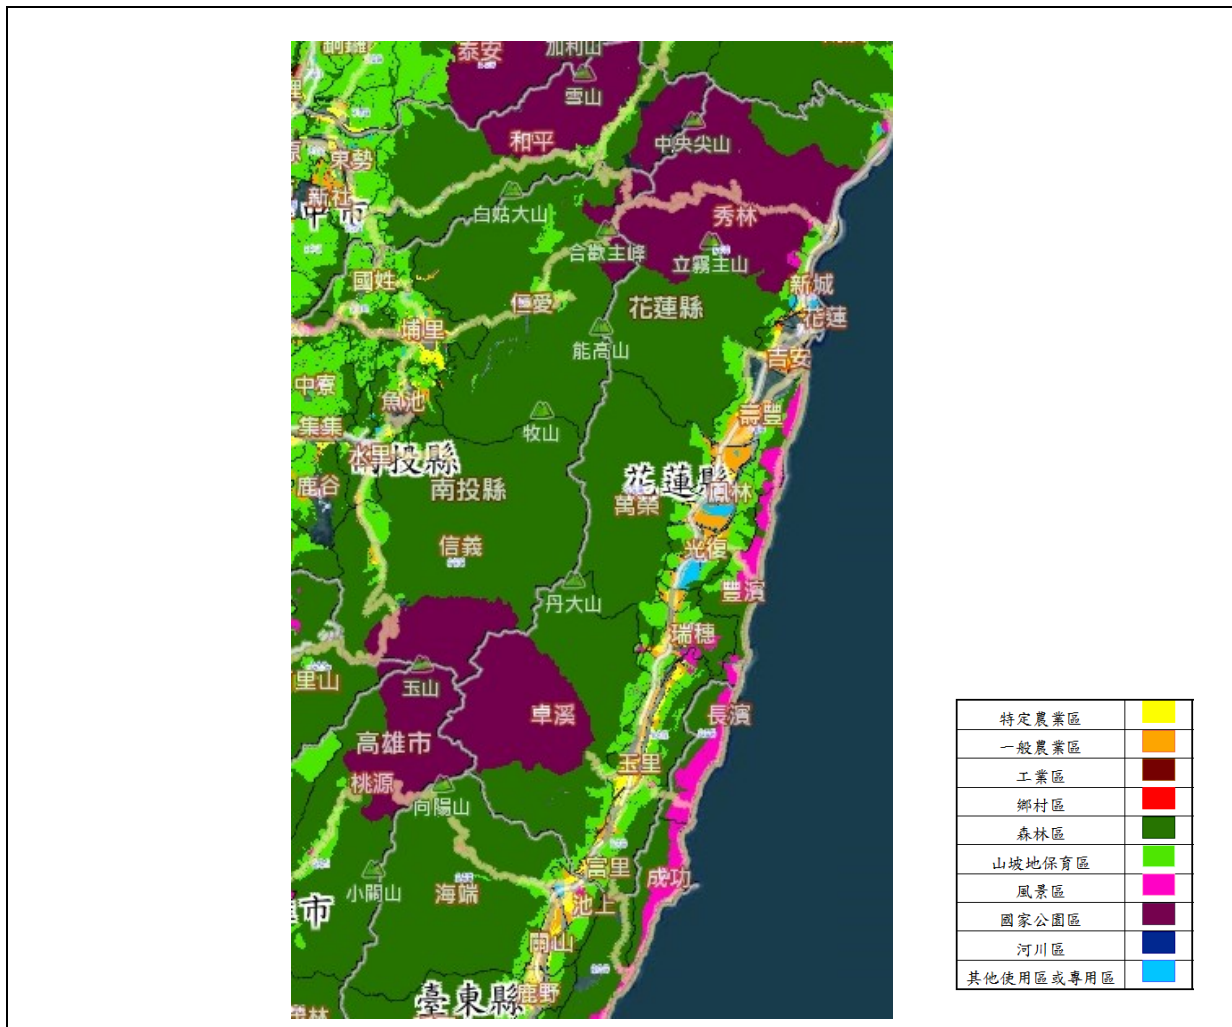 銅鑼
泰安
加利山
雪山
和平
中央尖山
東勢
新社
中市
白姑大山
秀林
合歡主峰
立霧主山
國姓
新城
仁愛
花蓮縣
花蓮
埔里
能高山
吉安
中寮
魚池
壽豐
集集
牧山
水里
投縣
南投縣
花蓮縣
鹿谷
鳳林
萬榮
信義
光復
丹大山
豐濱
瑞穗
里山
玉山
卓溪
長濱
高雄市
玉里
桃源
向陽山
富里
成功
小關山
海端
池上
市
關山
臺東縣
鹿野
特定農業區
一般農業區
工業區
鄉村區
森林區
山坡地保育區
風景區
國家公園區
河川區
其他使用區或專用區